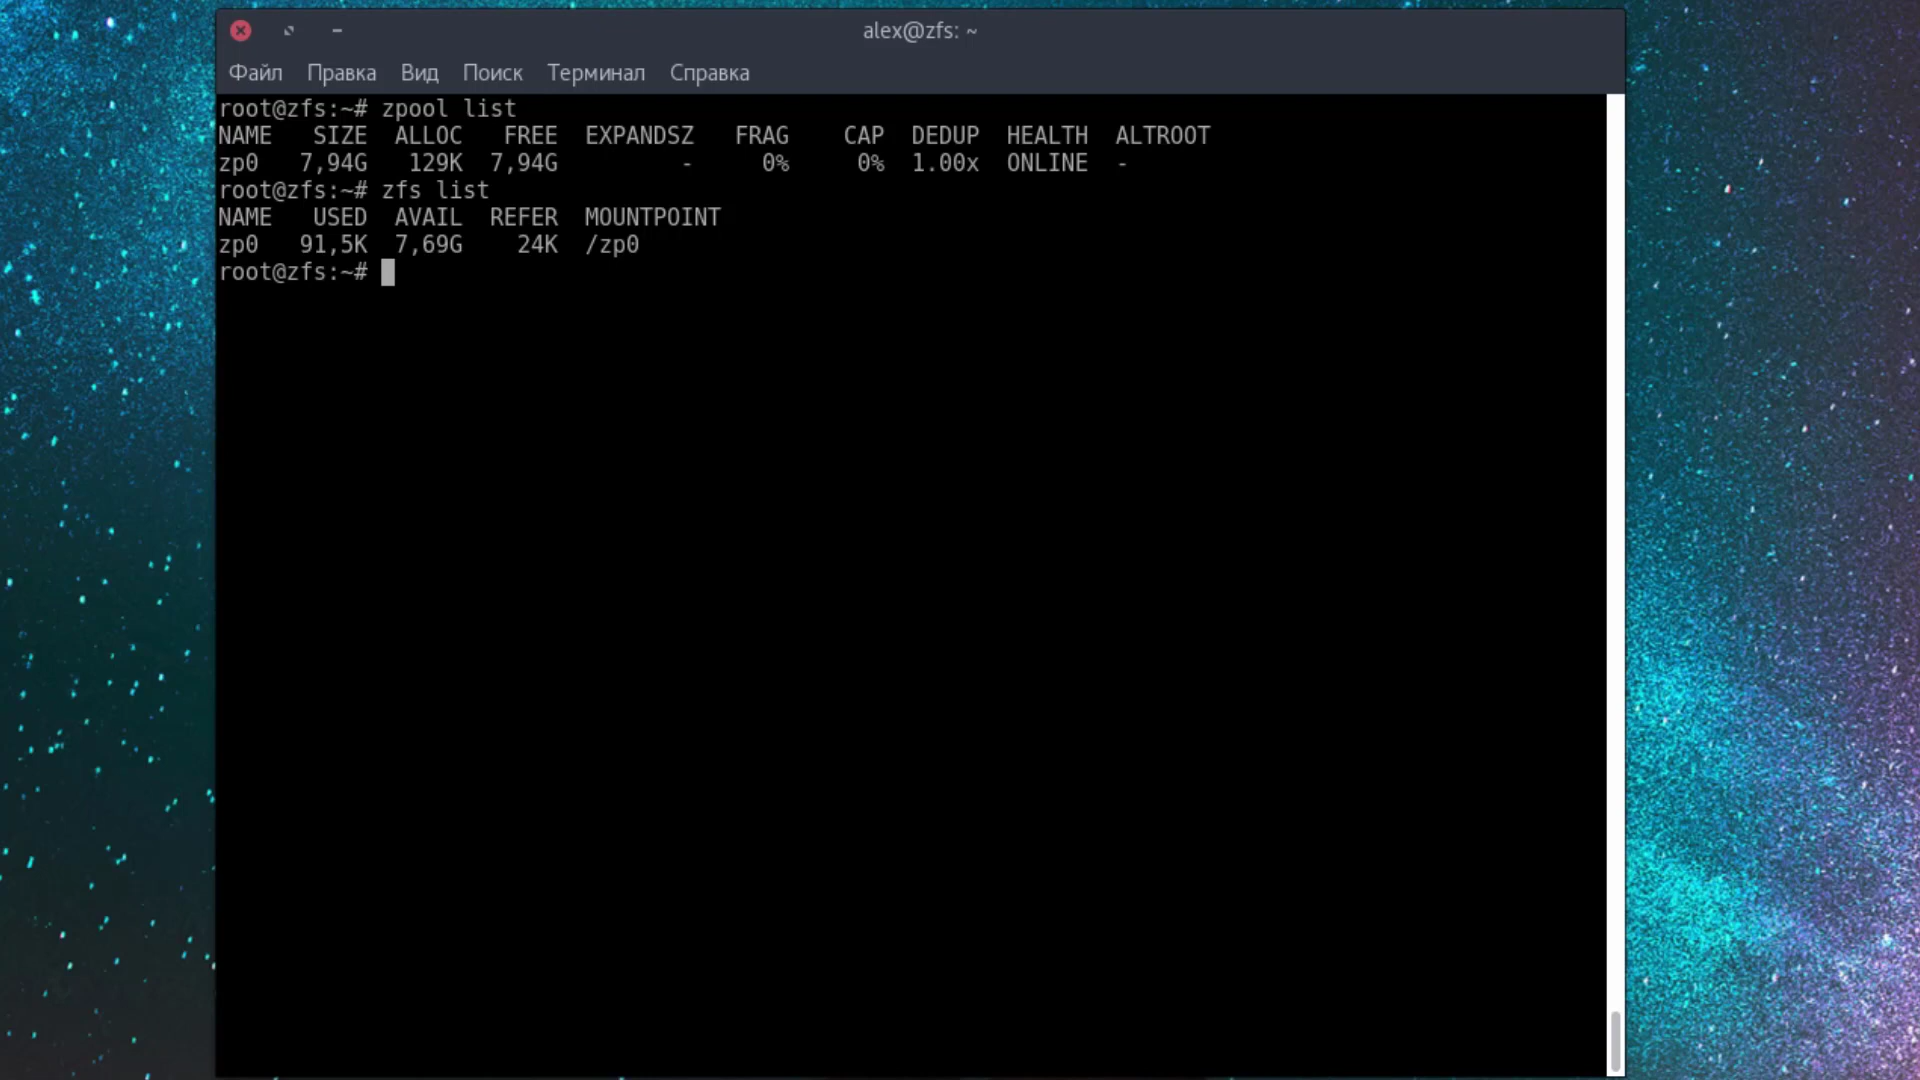 alex@zfs: ~
Файл Правка Вид Поиск Терминал Справка
root@zfs:~# zpool list
NAME   SIZE  ALLOC   FREE  EXPANDSZ   FRAG    CAP  DEDUP  HEALTH  ALTROOT
zp0   7,94G   129K  7,94G         -     0%     0%  1.00x  ONLINE  -
root@zfs:~# zfs list
NAME   USED  AVAIL  REFER  MOUNTPOINT
zp0   91,5K  7,69G    24K  /zp0
root@zfs:~#